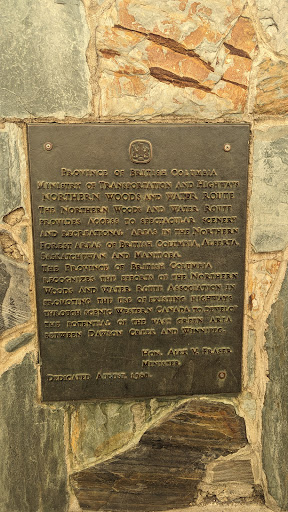 Province of British Columbia
Ministry of Transportation and Highways
NORTHERN WOODS AND WATER ROUTE
The Northern Woods and Water Route
provides access to spectacular scenery
and recreational areas in the Northern
Forest areas of British Columbia, Alberta
Saskatchewan and Manitoba.
The Province of British Columbia
recognizes the efforts of the Northern
Woods and Water Route Association in
promoting the use of existing highways
through scenic western Canada to develop
the potential of the vast green area
between Dawson Creek and Winnipeg.
Hon. Alex V. Fraser
Minister
Dedicated August